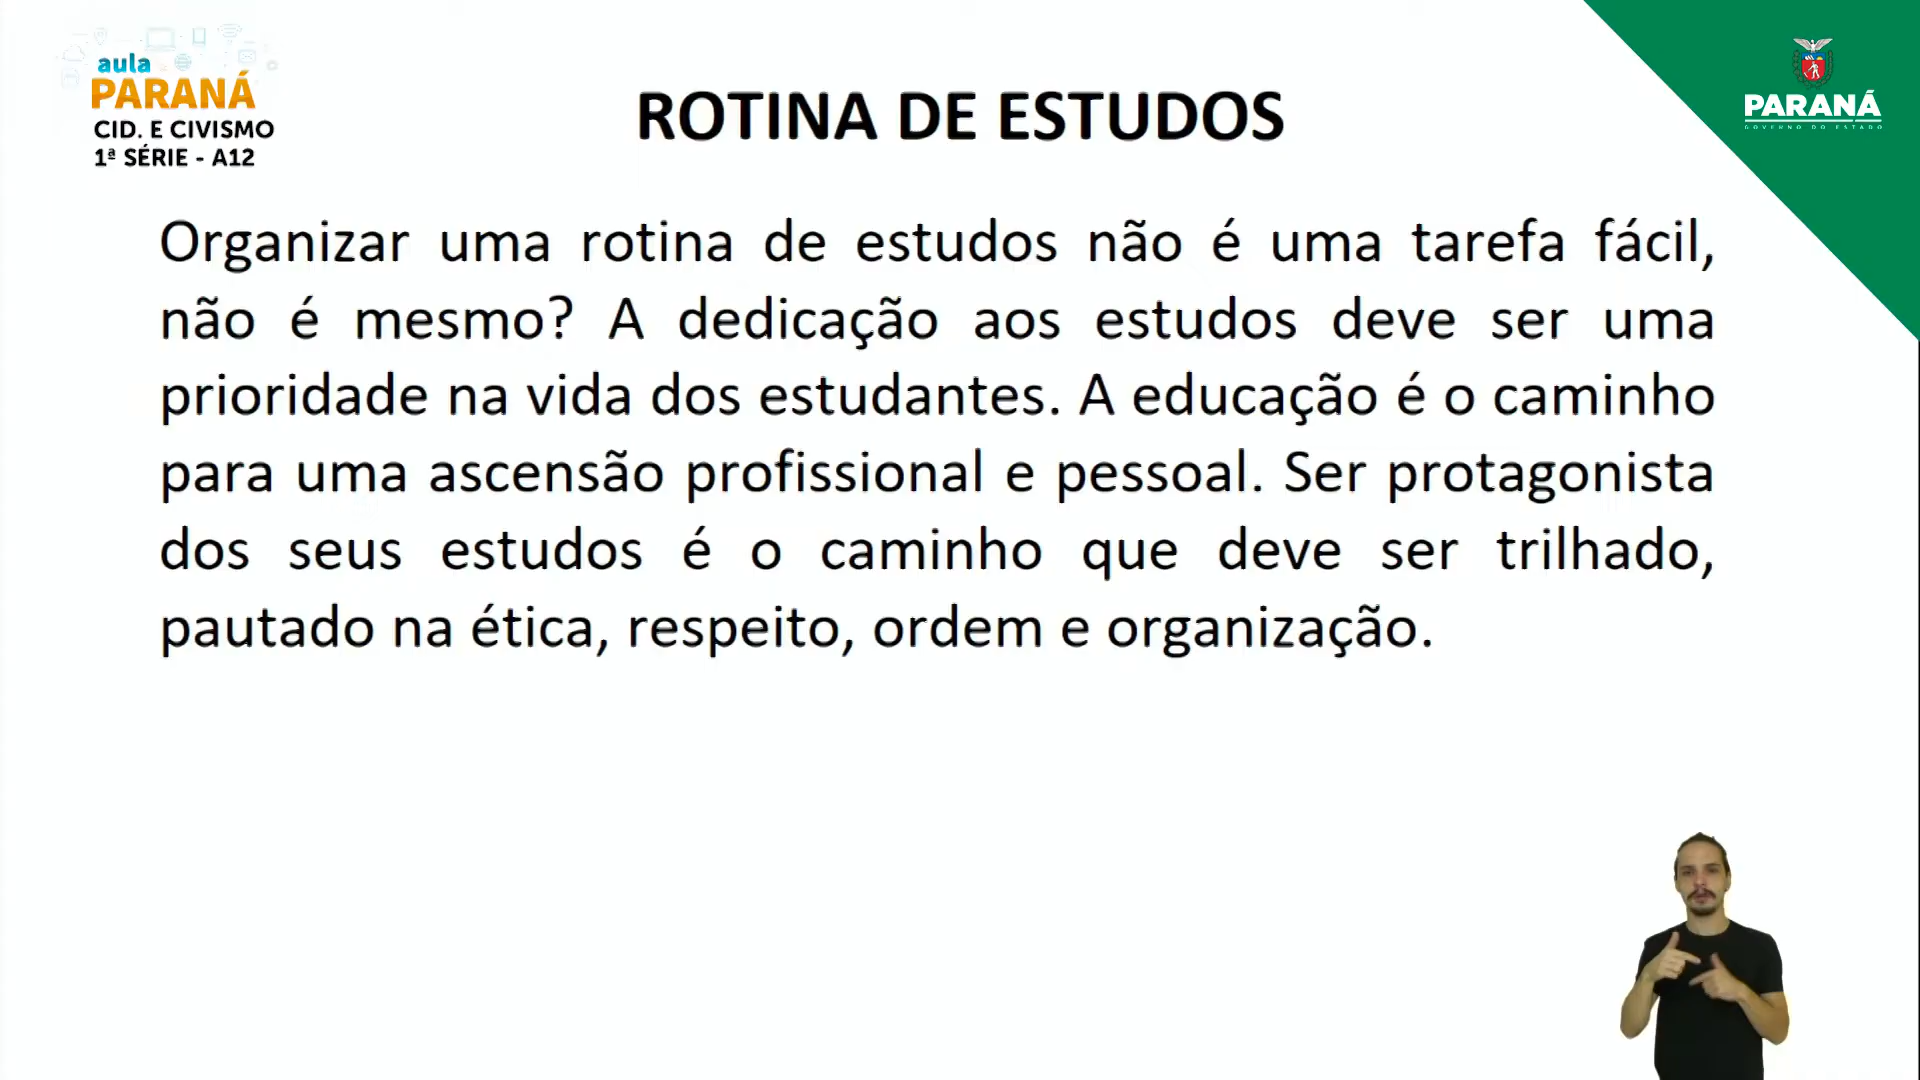 aula
PARANÁ
CID. E CIVISMO
1ª SÉRIE - A12
ROTINA DE ESTUDOS
PARANÁ
GOVERNO DO ESTADO
Organizar uma rotina de estudos não é uma tarefa fácil,
não é mesmo? A dedicação aos estudos deve ser uma
prioridade na vida dos estudantes. A educação é o caminho
para uma ascensão profissional e pessoal. Ser protagonista
dos seus estudos é o caminho que deve ser trilhado,
pautado na ética, respeito, ordem e organização.